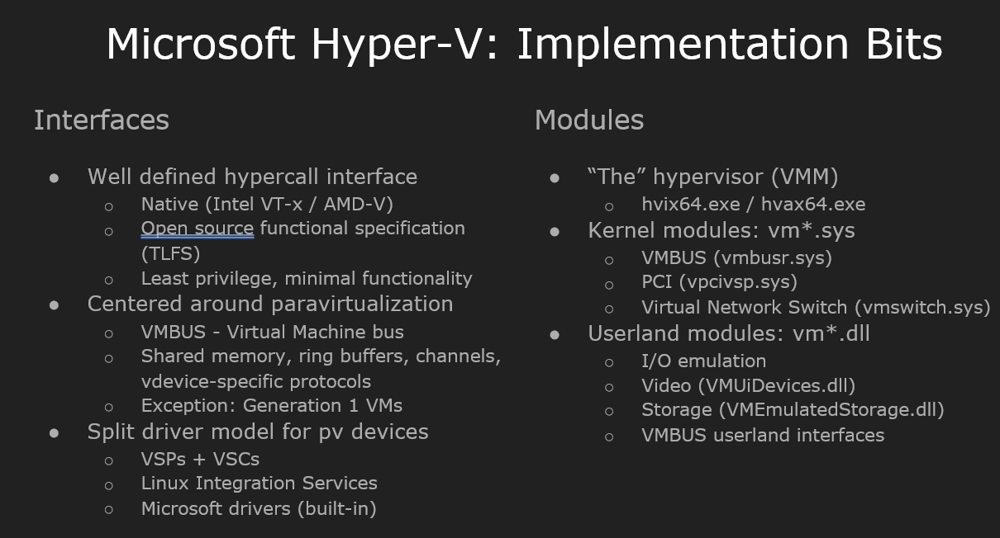 Microsoft Hyper-V: Implementation Bits
Interfaces
● Well defined hypercall interface
○ Native (Intel VT-x / AMD-V)
○ Open source functional specification
(TLFS)
○ Least privilege, minimal functionality
● Centered around paravirtualization
○ VMBUS - Virtual Machine bus
○ Shared memory, ring buffers, channels,
vdevice-specific protocols
○ Exception: Generation 1 VMs
● Split driver model for pv devices
○ VSPs + VSCs
○ Linux Integration Services
○ Microsoft drivers (built-in)
Modules
● “The” hypervisor (VMM)
○ hvix64.exe / hvax64.exe
● Kernel modules: vm*.sys
○ VMBUS (vmbusr.sys)
○ PCI (vpcivsp.sys)
○ Virtual Network Switch (vmswitch.sys)
● Userland modules: vm*.dll
○ I/O emulation
○ Video (VMUiDevices.dll)
○ Storage (VMEmulatedStorage.dll)
○ VMBUS userland interfaces